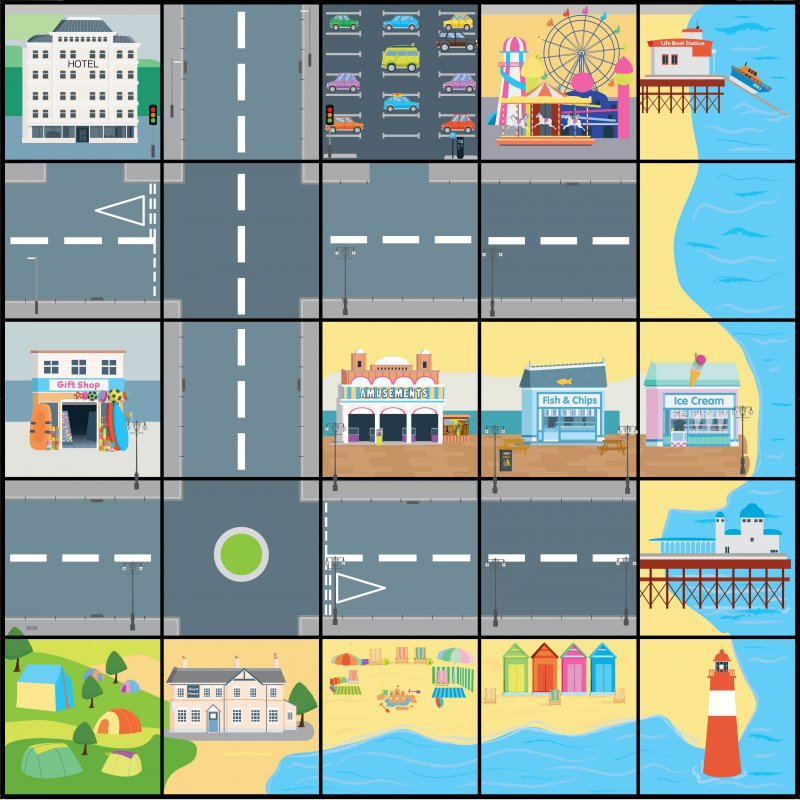 HOTEL
Life Boat Station
Gift Shop
AMUSEMENTS
Fish & Chips
Ice Cream